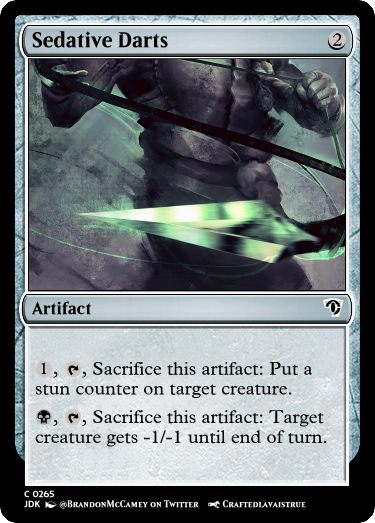 Sedative Darts 2
Artifact
1, T, Sacrifice this artifact: Put a
stun counter on target creature.
B, T, Sacrifice this artifact: Target
creature gets -1/-1 until end of turn.
C 0265
JDK @BrandonMcCamey on Twitter Craftedlavaistrue